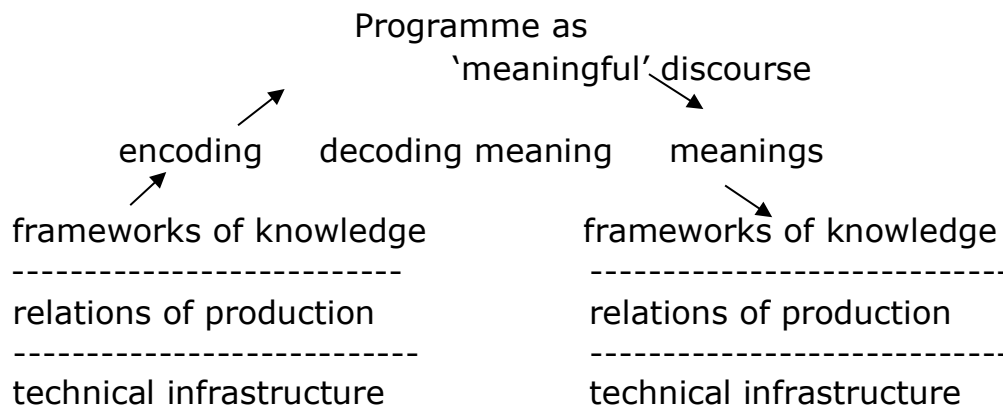 Programme as
‘meaningful’ discourse
encoding decoding meaning meanings
frameworks of knowledge frameworks of knowledge
---------------------------- ------------------------------
relations of production relations of production
----------------------------- ------------------------------
technical infrastructure technical infrastructure